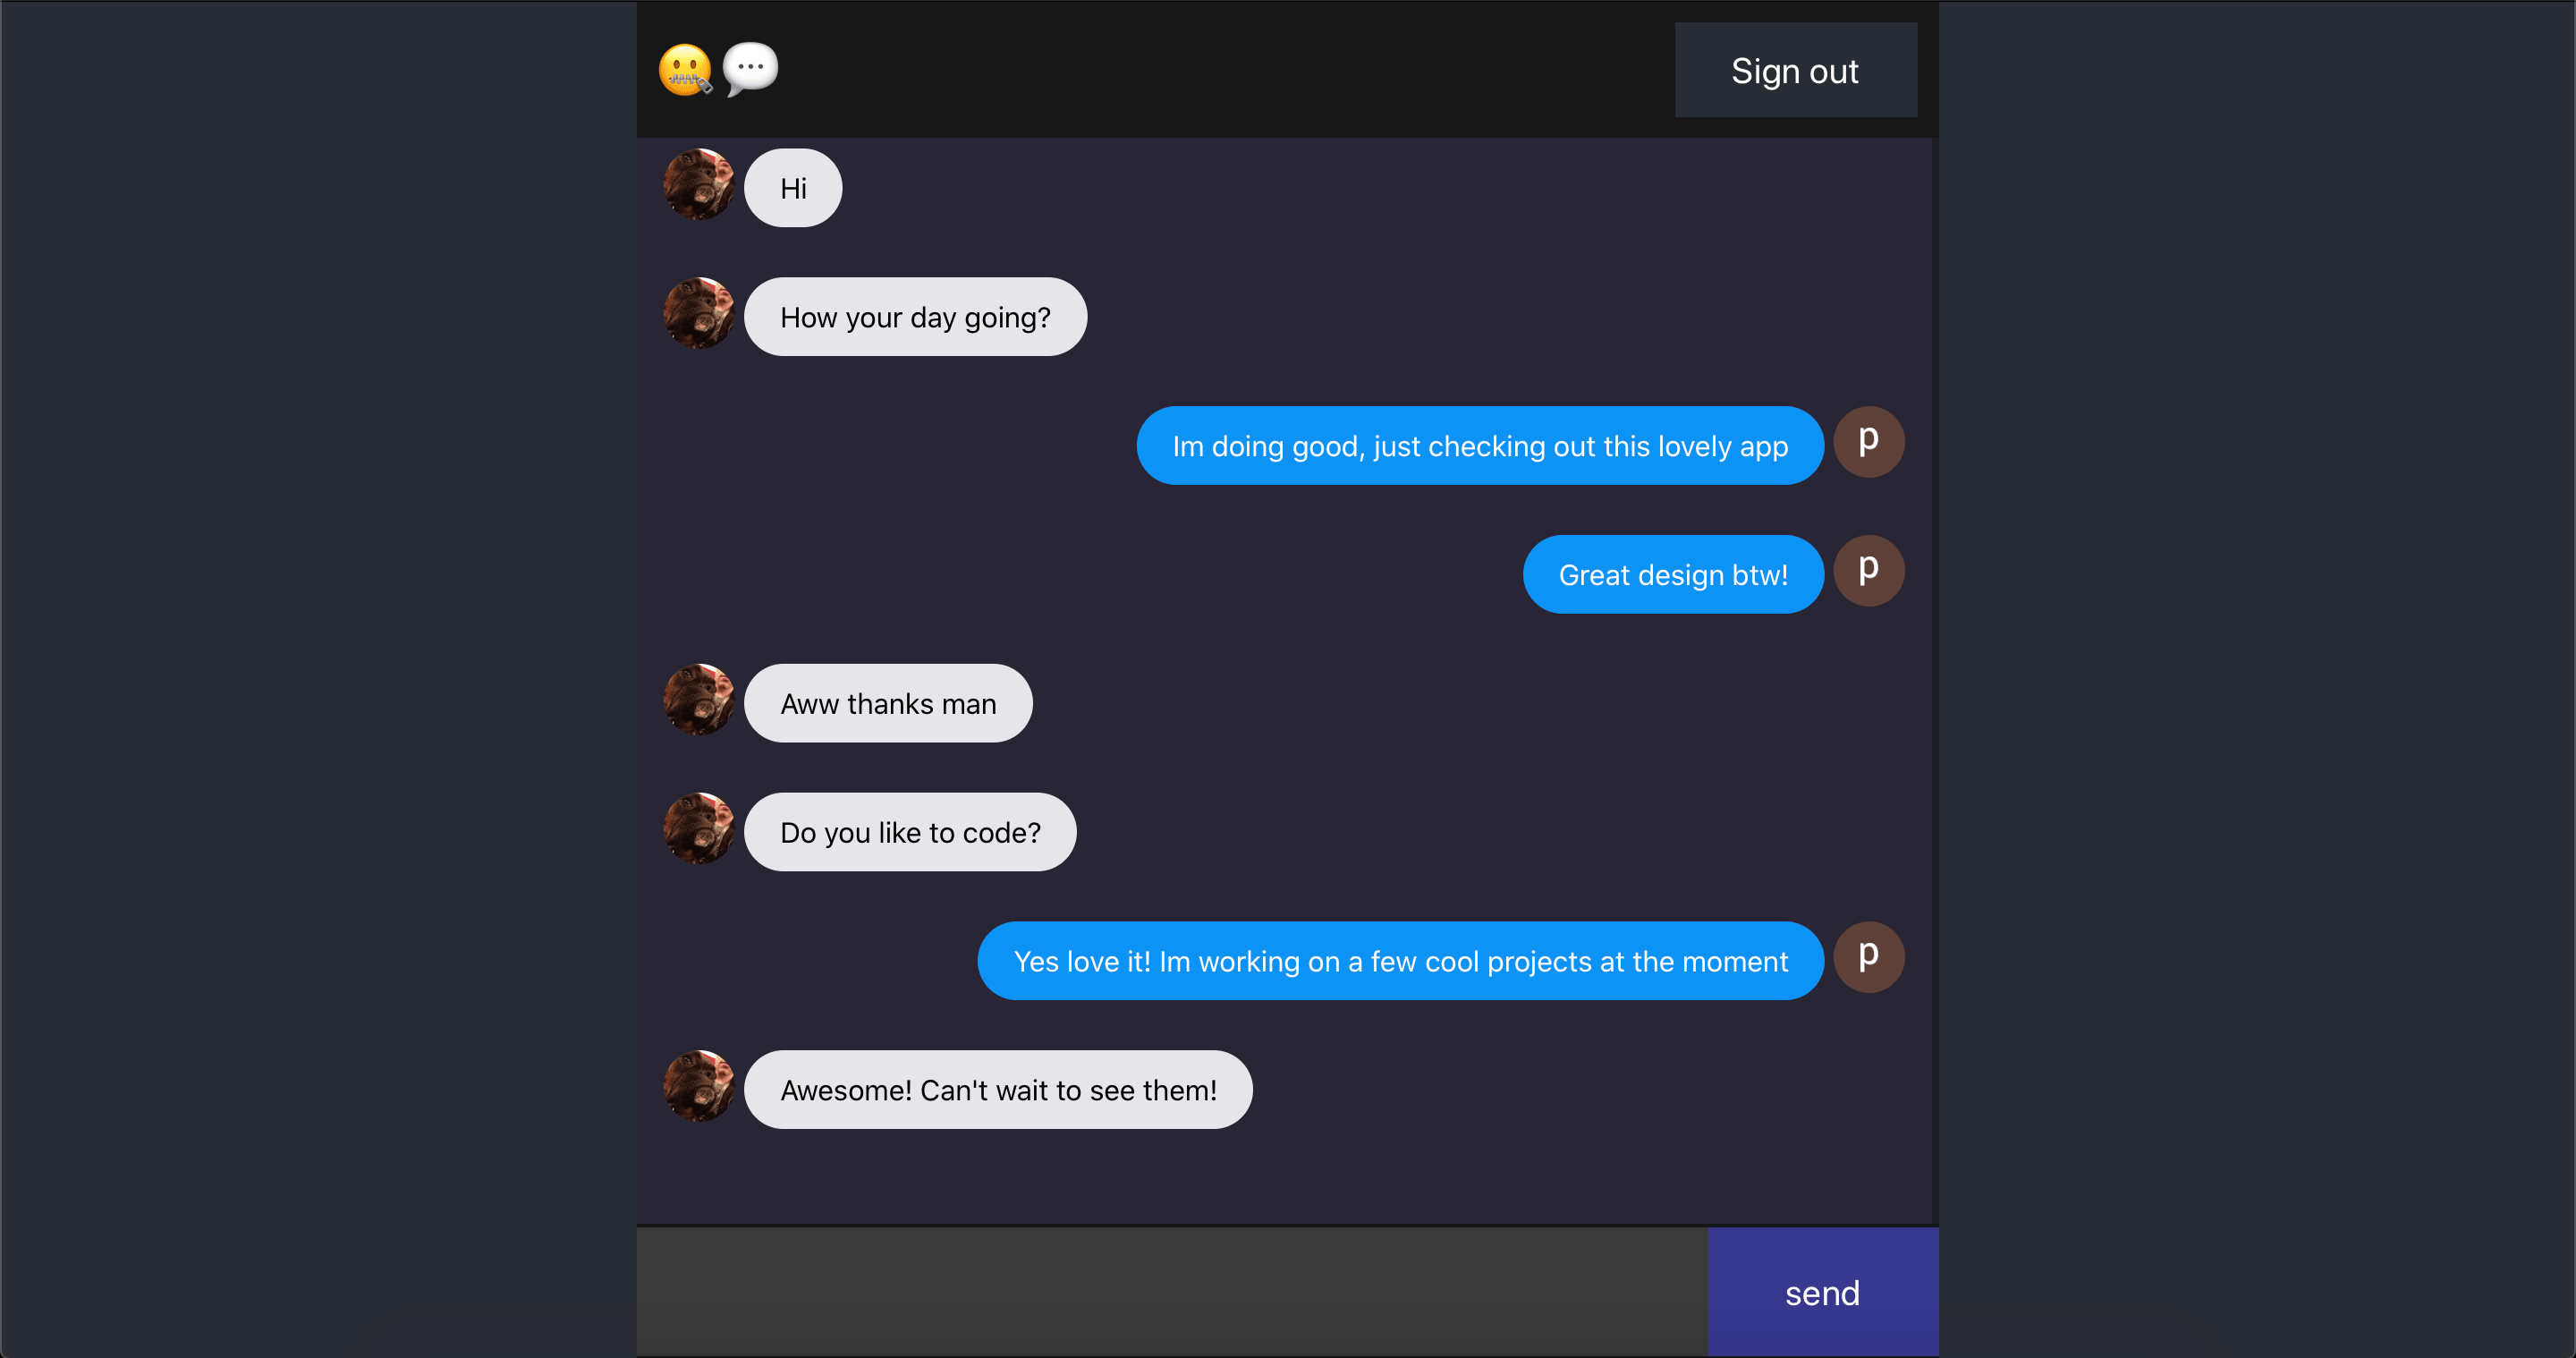 Sign out
Hi
How your day going?
Im doing good, just checking out this lovely app
p
Great design btw!
p
Aww thanks man
Do you like to code?
Yes love it! Im working on a few cool projects at the moment
p
Awesome! Can't wait to see them!
send